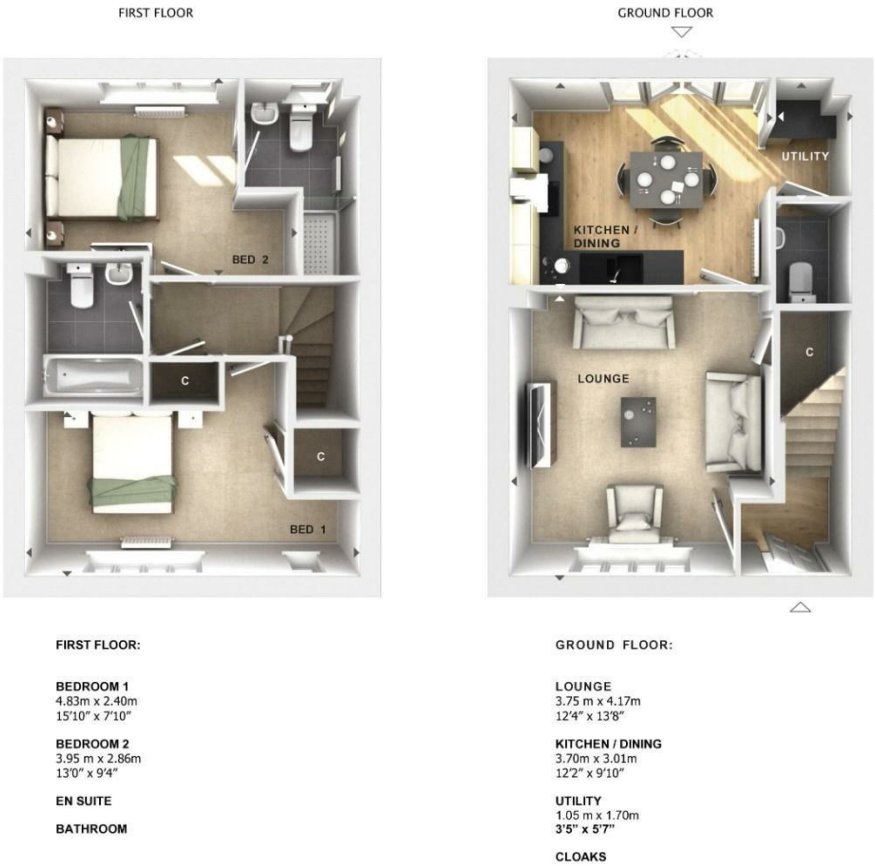 FIRST FLOOR
GROUND FLOOR
BED 2
C
C
BED 1
UTILITY
KITCHEN /
DINING
LOUNGE
C
FIRST FLOOR:
BEDROOM 1
4.83m x 2.40m
15'10" x 7'10"
BEDROOM 2
3.95 m x 2.86m
13'0" x 9'4"
EN SUITE
BATHROOM
GROUND FLOOR:
LOUNGE
3.75 m x 4.17m
12'4" x 13'8"
KITCHEN / DINING
3.70m x 3.01m
12'2" x 9'10"
UTILITY
1.05 m x 1.70m
3'5" x 5'7"
CLOAKS